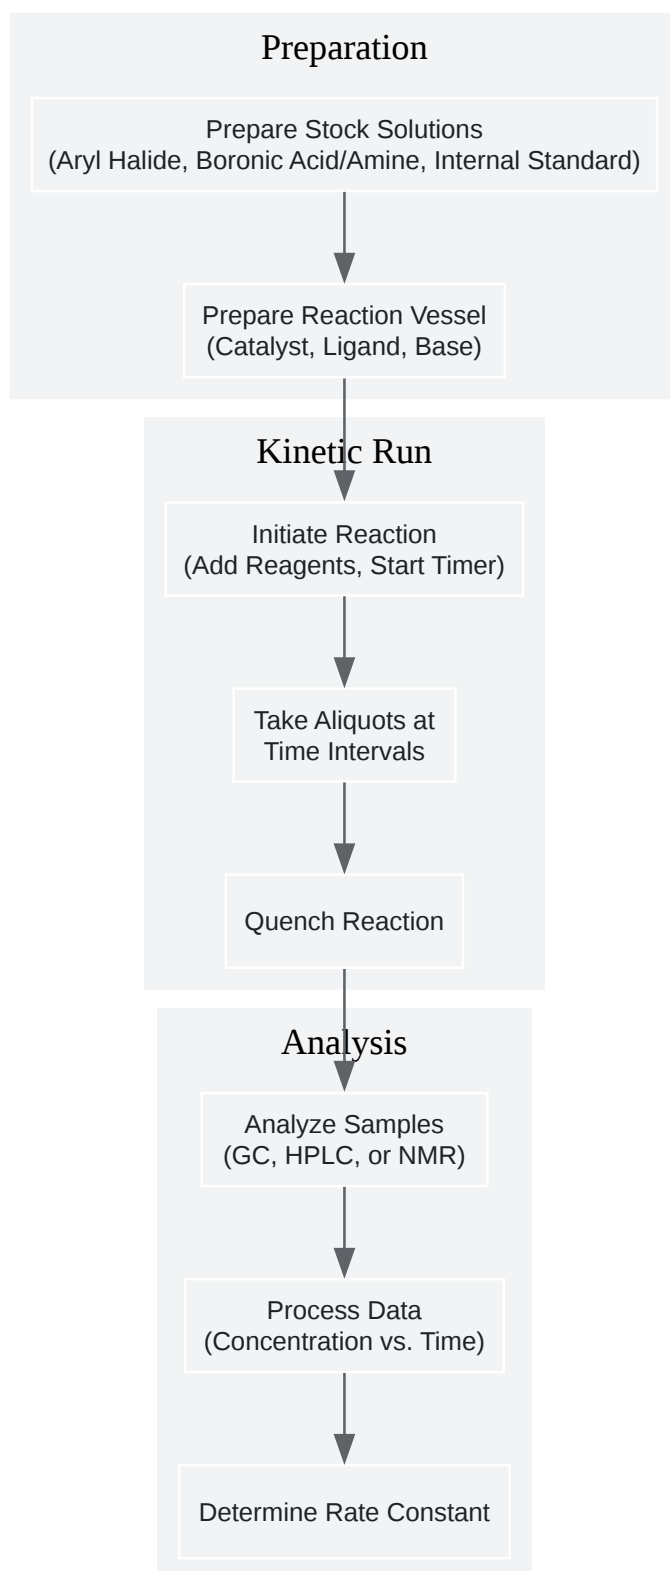 Preparation
Prepare Stock Solutions
(Aryl Halide, Boronic Acid/Amine, Internal Standard)
Prepare Reaction Vessel
(Catalyst, Ligand, Base)
Kinetic Run
Initiate Reaction
(Add Reagents, Start Timer)
Take Aliquots at
Time Intervals
Quench Reaction
Analysis
Analyze Samples
(GC, HPLC, or NMR)
Process Data
(Concentration vs. Time)
Determine Rate Constant